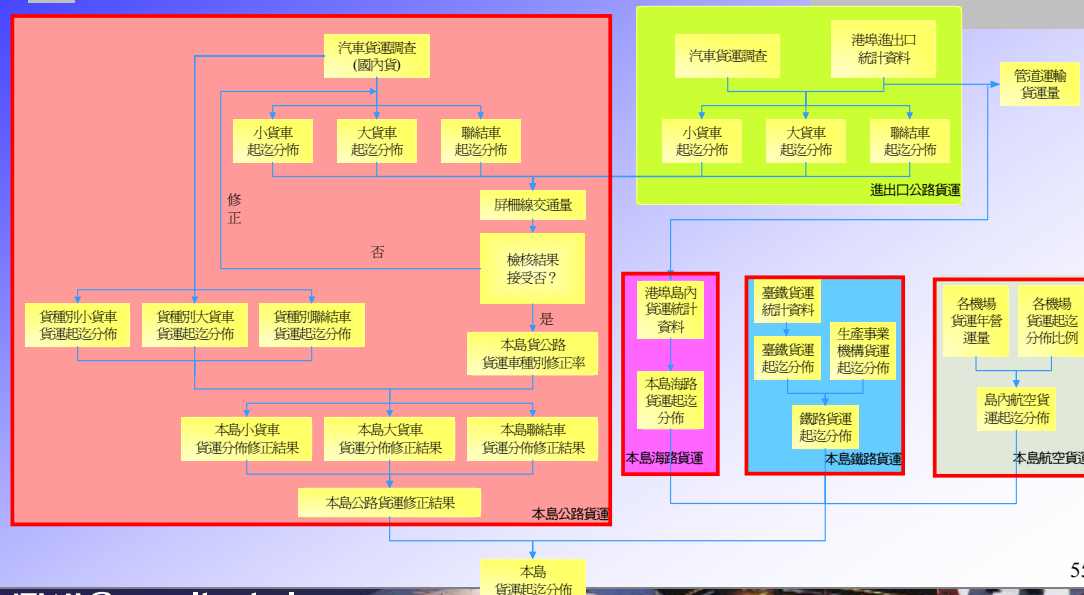 汽車貨運調查
(國內貨)
小貨車
起迄分佈
大貨車
起迄分佈
聯結車
起迄分佈
修
正
屏柵線交通量
否
檢核結果
接受否？
是
貨種別小貨車
貨運起迄分佈
貨種別大貨車
貨運起迄分佈
貨種別聯結車
貨運起迄分佈
本島貨公路
貨運車種別修正率
本島小貨車
貨運分佈修正結果
本島大貨車
貨運分佈修正結果
本島聯結車
貨運分佈修正結果
本島公路貨運修正結果
本島公路貨運
汽車貨運調查
港埠進出口
統計資料
小貨車
起迄分佈
大貨車
起迄分佈
聯結車
起迄分佈
進出口公路貨運
管道運輸
貨運量
港埠島內
貨運統計
資料
本島海路
貨運起迄
分佈
本島海路貨運
臺鐵貨運
統計資料
臺鐵貨運
起迄分佈
生產事業
機構貨運
起迄分佈
鐵路貨運
起迄分佈
本島鐵路貨運
各機場
貨運年營
運量
各機場
貨運起迄
分佈比例
島內航空貨
運起迄分佈
本島航空貨運
本島
貨運起迄分佈
55